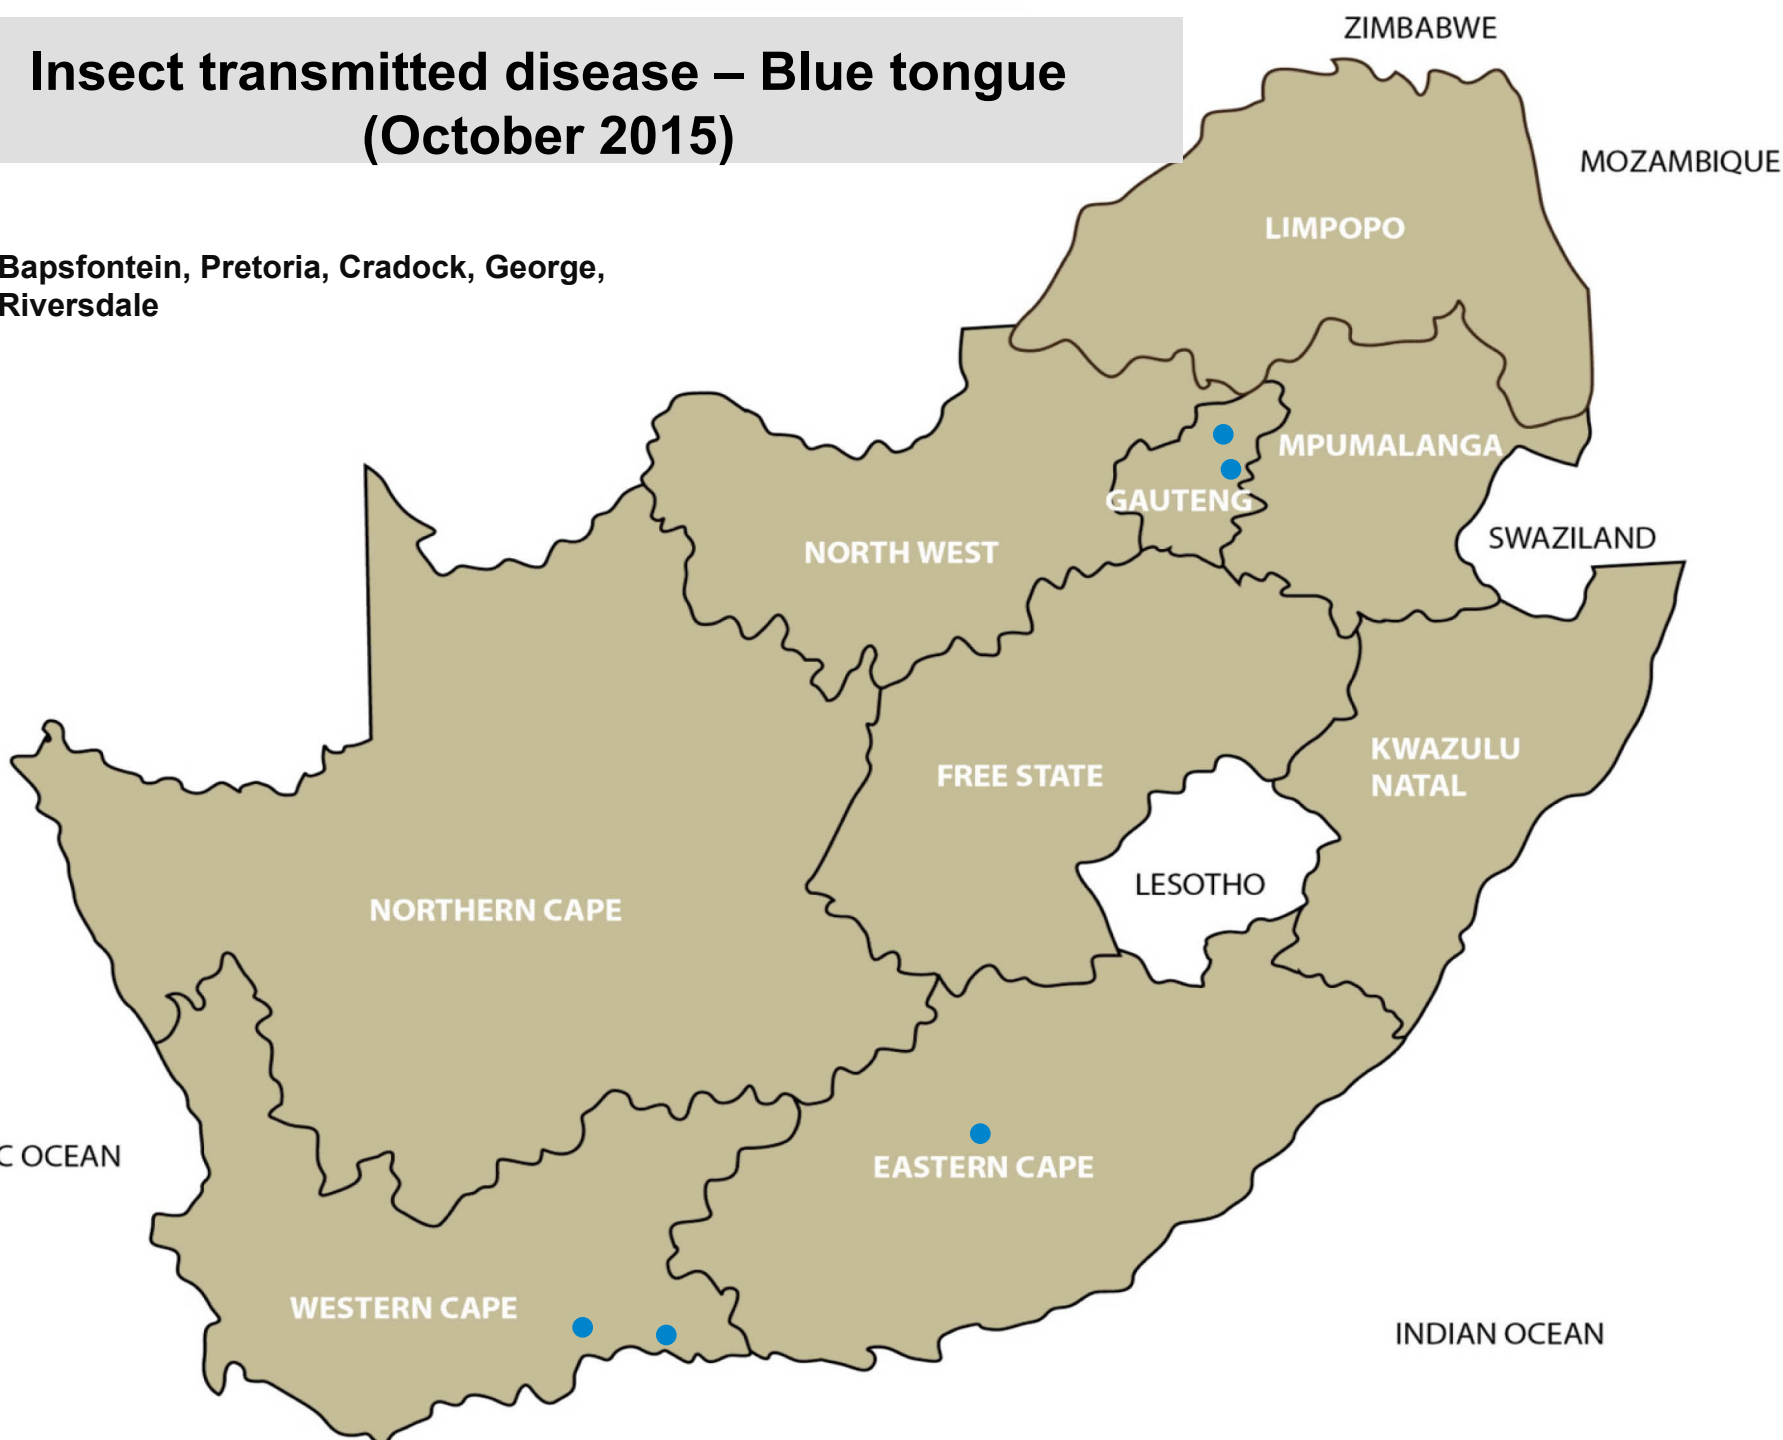 Insect transmitted disease – Blue tongue
(October 2015)
ZIMBABWE
MOZAMBIQUE
LIMPOPO
Bapsfontein, Pretoria, Cradock, George,
Riversdale
MPUMALANGA
GAUTENG
SWAZILAND
NORTH WEST
KWAZULU
NATAL
FREE STATE
LESOTHO
NORTHERN CAPE
C OCEAN
EASTERN CAPE
WESTERN CAPE
INDIAN OCEAN